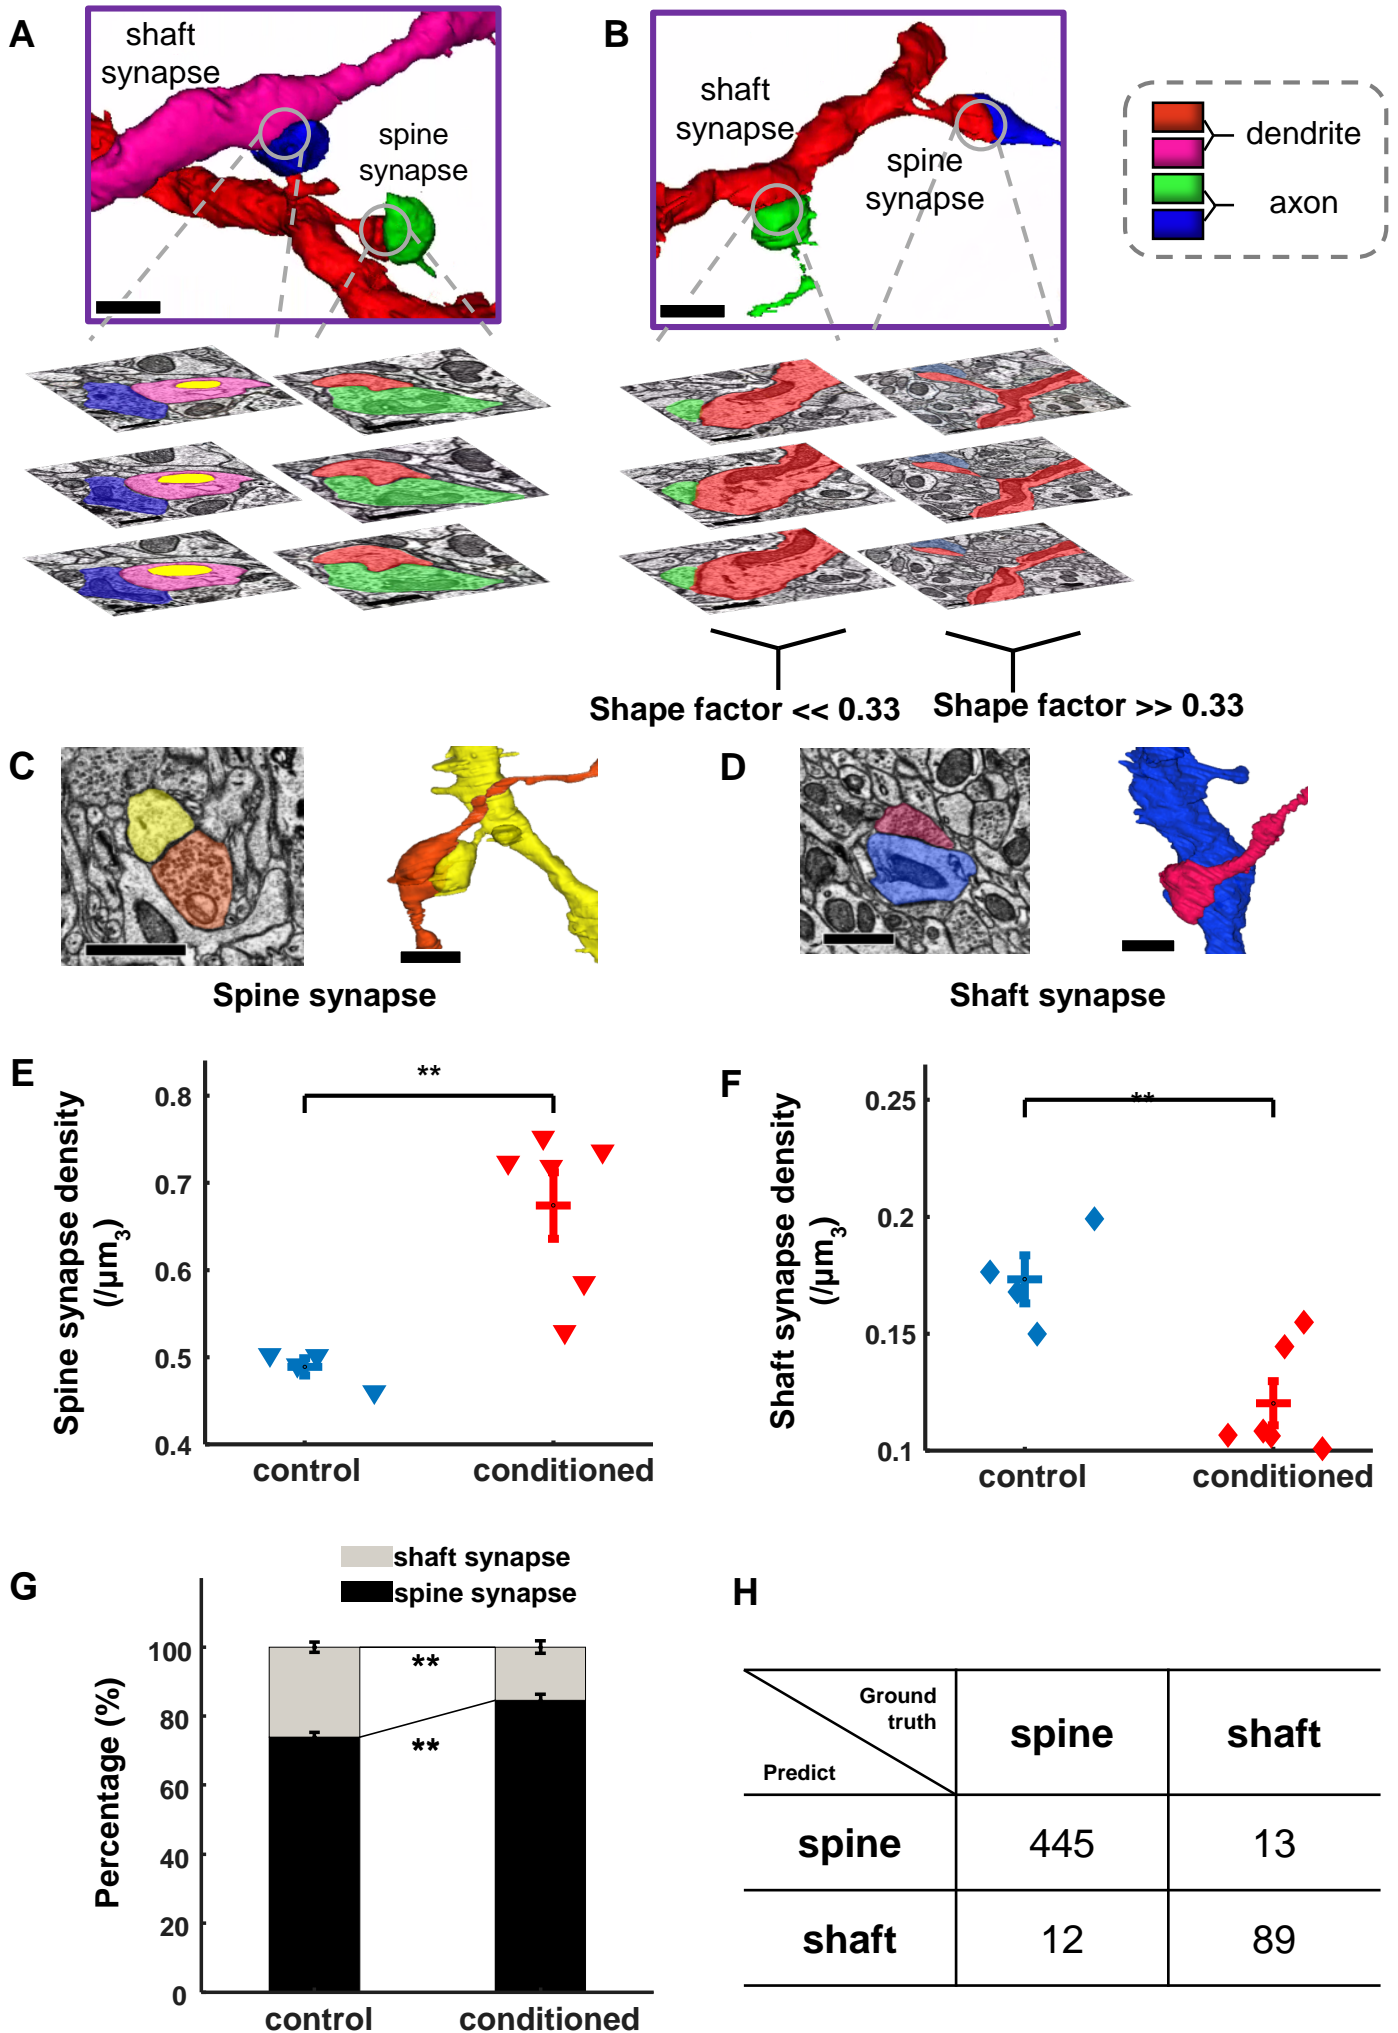 A
shaft
synapse
spine
synapse
B
shaft
synapse
spine
synapse
dendrite
axon
Shape factor << 0.33
Shape factor >> 0.33
C
Spine synapse
D
Shaft synapse
E
Spine synapse density
(/μm3)
0.8
0.7
0.6
0.5
0.4
**
control
conditioned
F
Shaft synapse density
(/μm3)
0.25
0.2
0.15
0.1
**
control
conditioned
G
shaft synapse
spine synapse
Percentage (%)
100
80
60
40
20
0
**
**
control
conditioned
H
Ground
truth
Predict
spine
shaft
spine
445
13
shaft
12
89